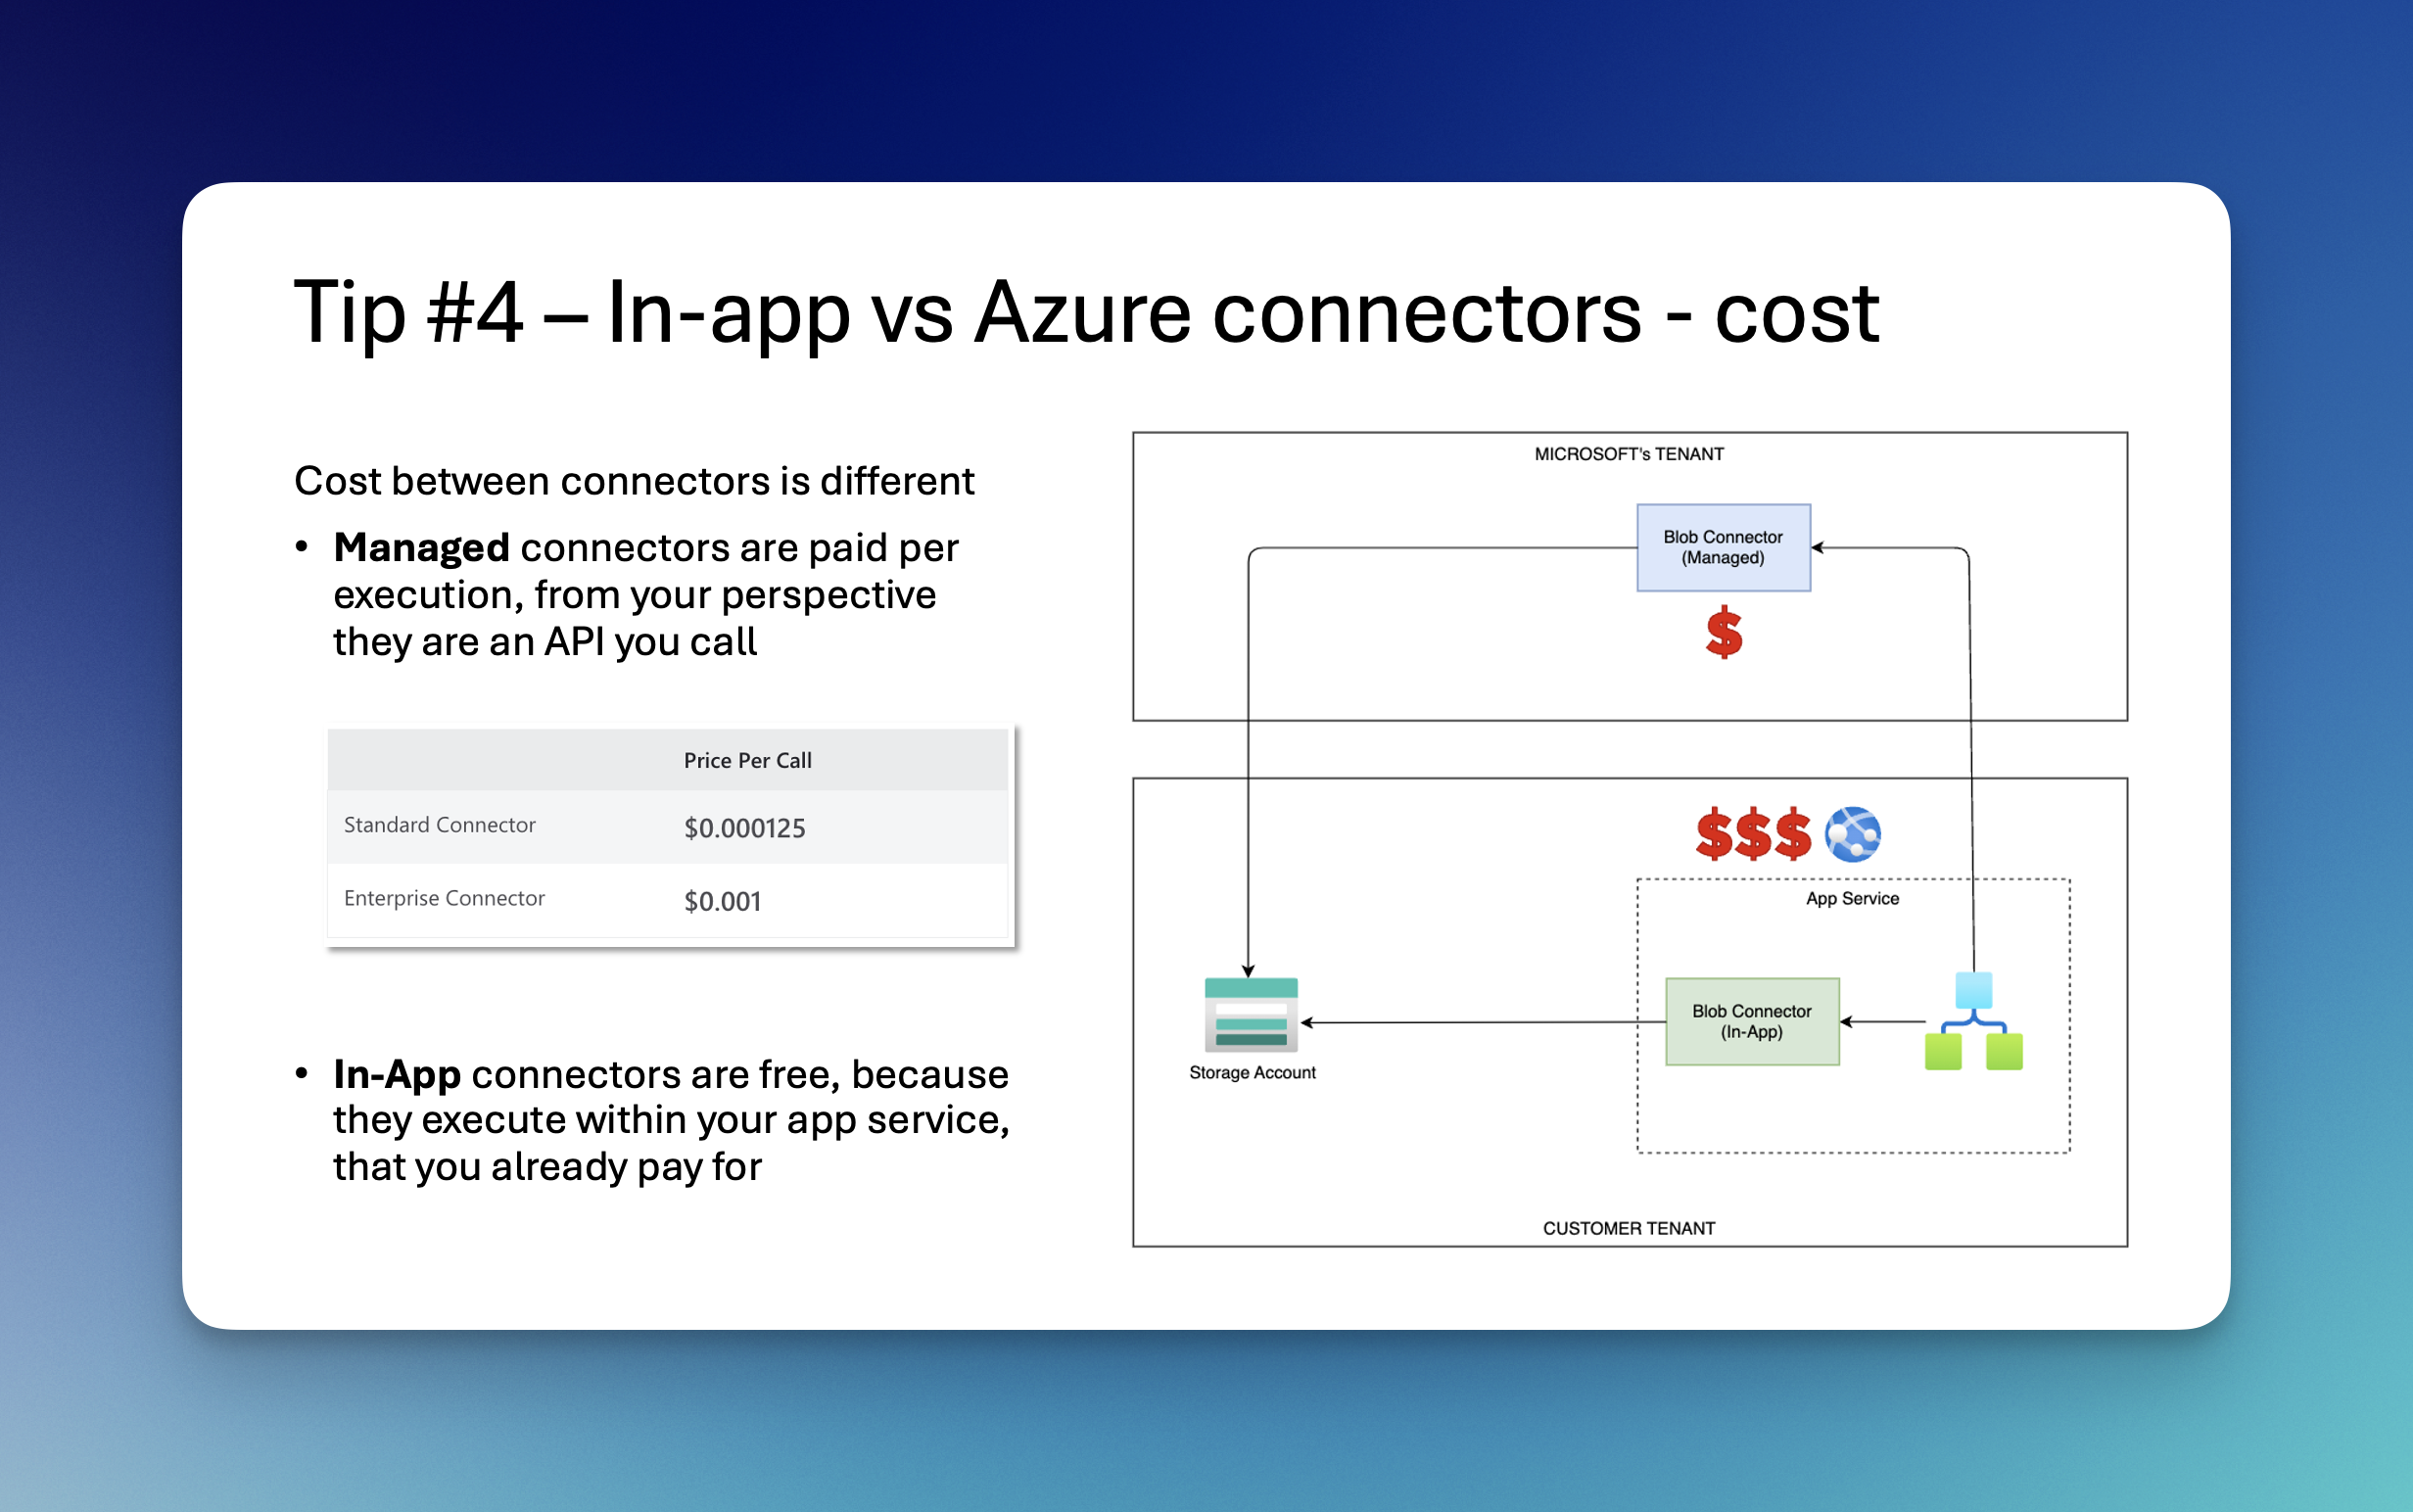 Tip #4 – In-app vs Azure connectors - cost
Cost between connectors is different
• Managed connectors are paid per
execution, from your perspective
they are an API you call
Price Per Call
Standard Connector $0.000125
Enterprise Connector $0.001
• In-App connectors are free, because
they execute within your app service,
that you already pay for
MICROSOFT's TENANT
Blob Connector
(Managed)
$
$$$
App Service
Blob Connector
(In-App)
Storage Account
CUSTOMER TENANT